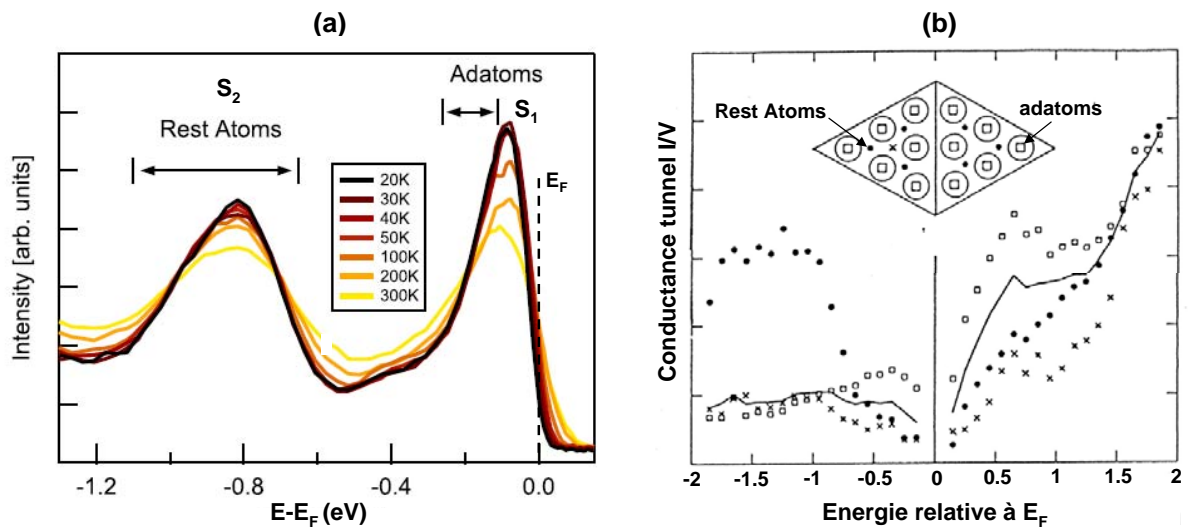 (a)
Adatoms
S2
S1
Rest Atoms
EF
20K
30K
40K
50K
100K
200K
300K
Intensity [arb. units]
-1.2
-0.8
-0.4
0.0
E-EF (eV)
(b)
Rest Atoms
adatoms
Conductance tunnel I/V
-2
-1.5
-1
-0.5
0
0.5
1
1.5
2
Energie relative à EF